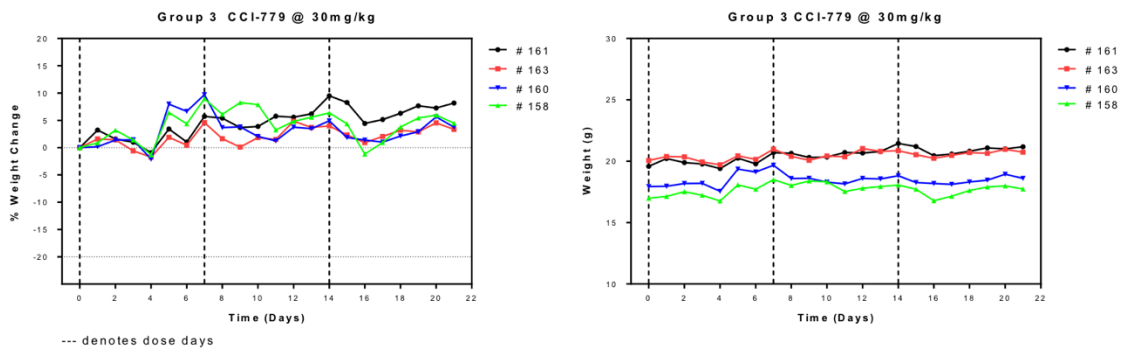 Group 3 CCI-779 @ 30mg/kg
% Weight Change
20
15
10
5
0
-5
-10
-15
-20
0 2 4 6 8 10 12 14 16 18 20 22
Time (Days)
# 161
# 163
# 160
# 158
--- denotes dose days
Group 3 CCI-779 @ 30mg/kg
Weight (g)
30
25
20
15
10
0 2 4 6 8 10 12 14 16 18 20 22
Time (Days)
# 161
# 163
# 160
# 158